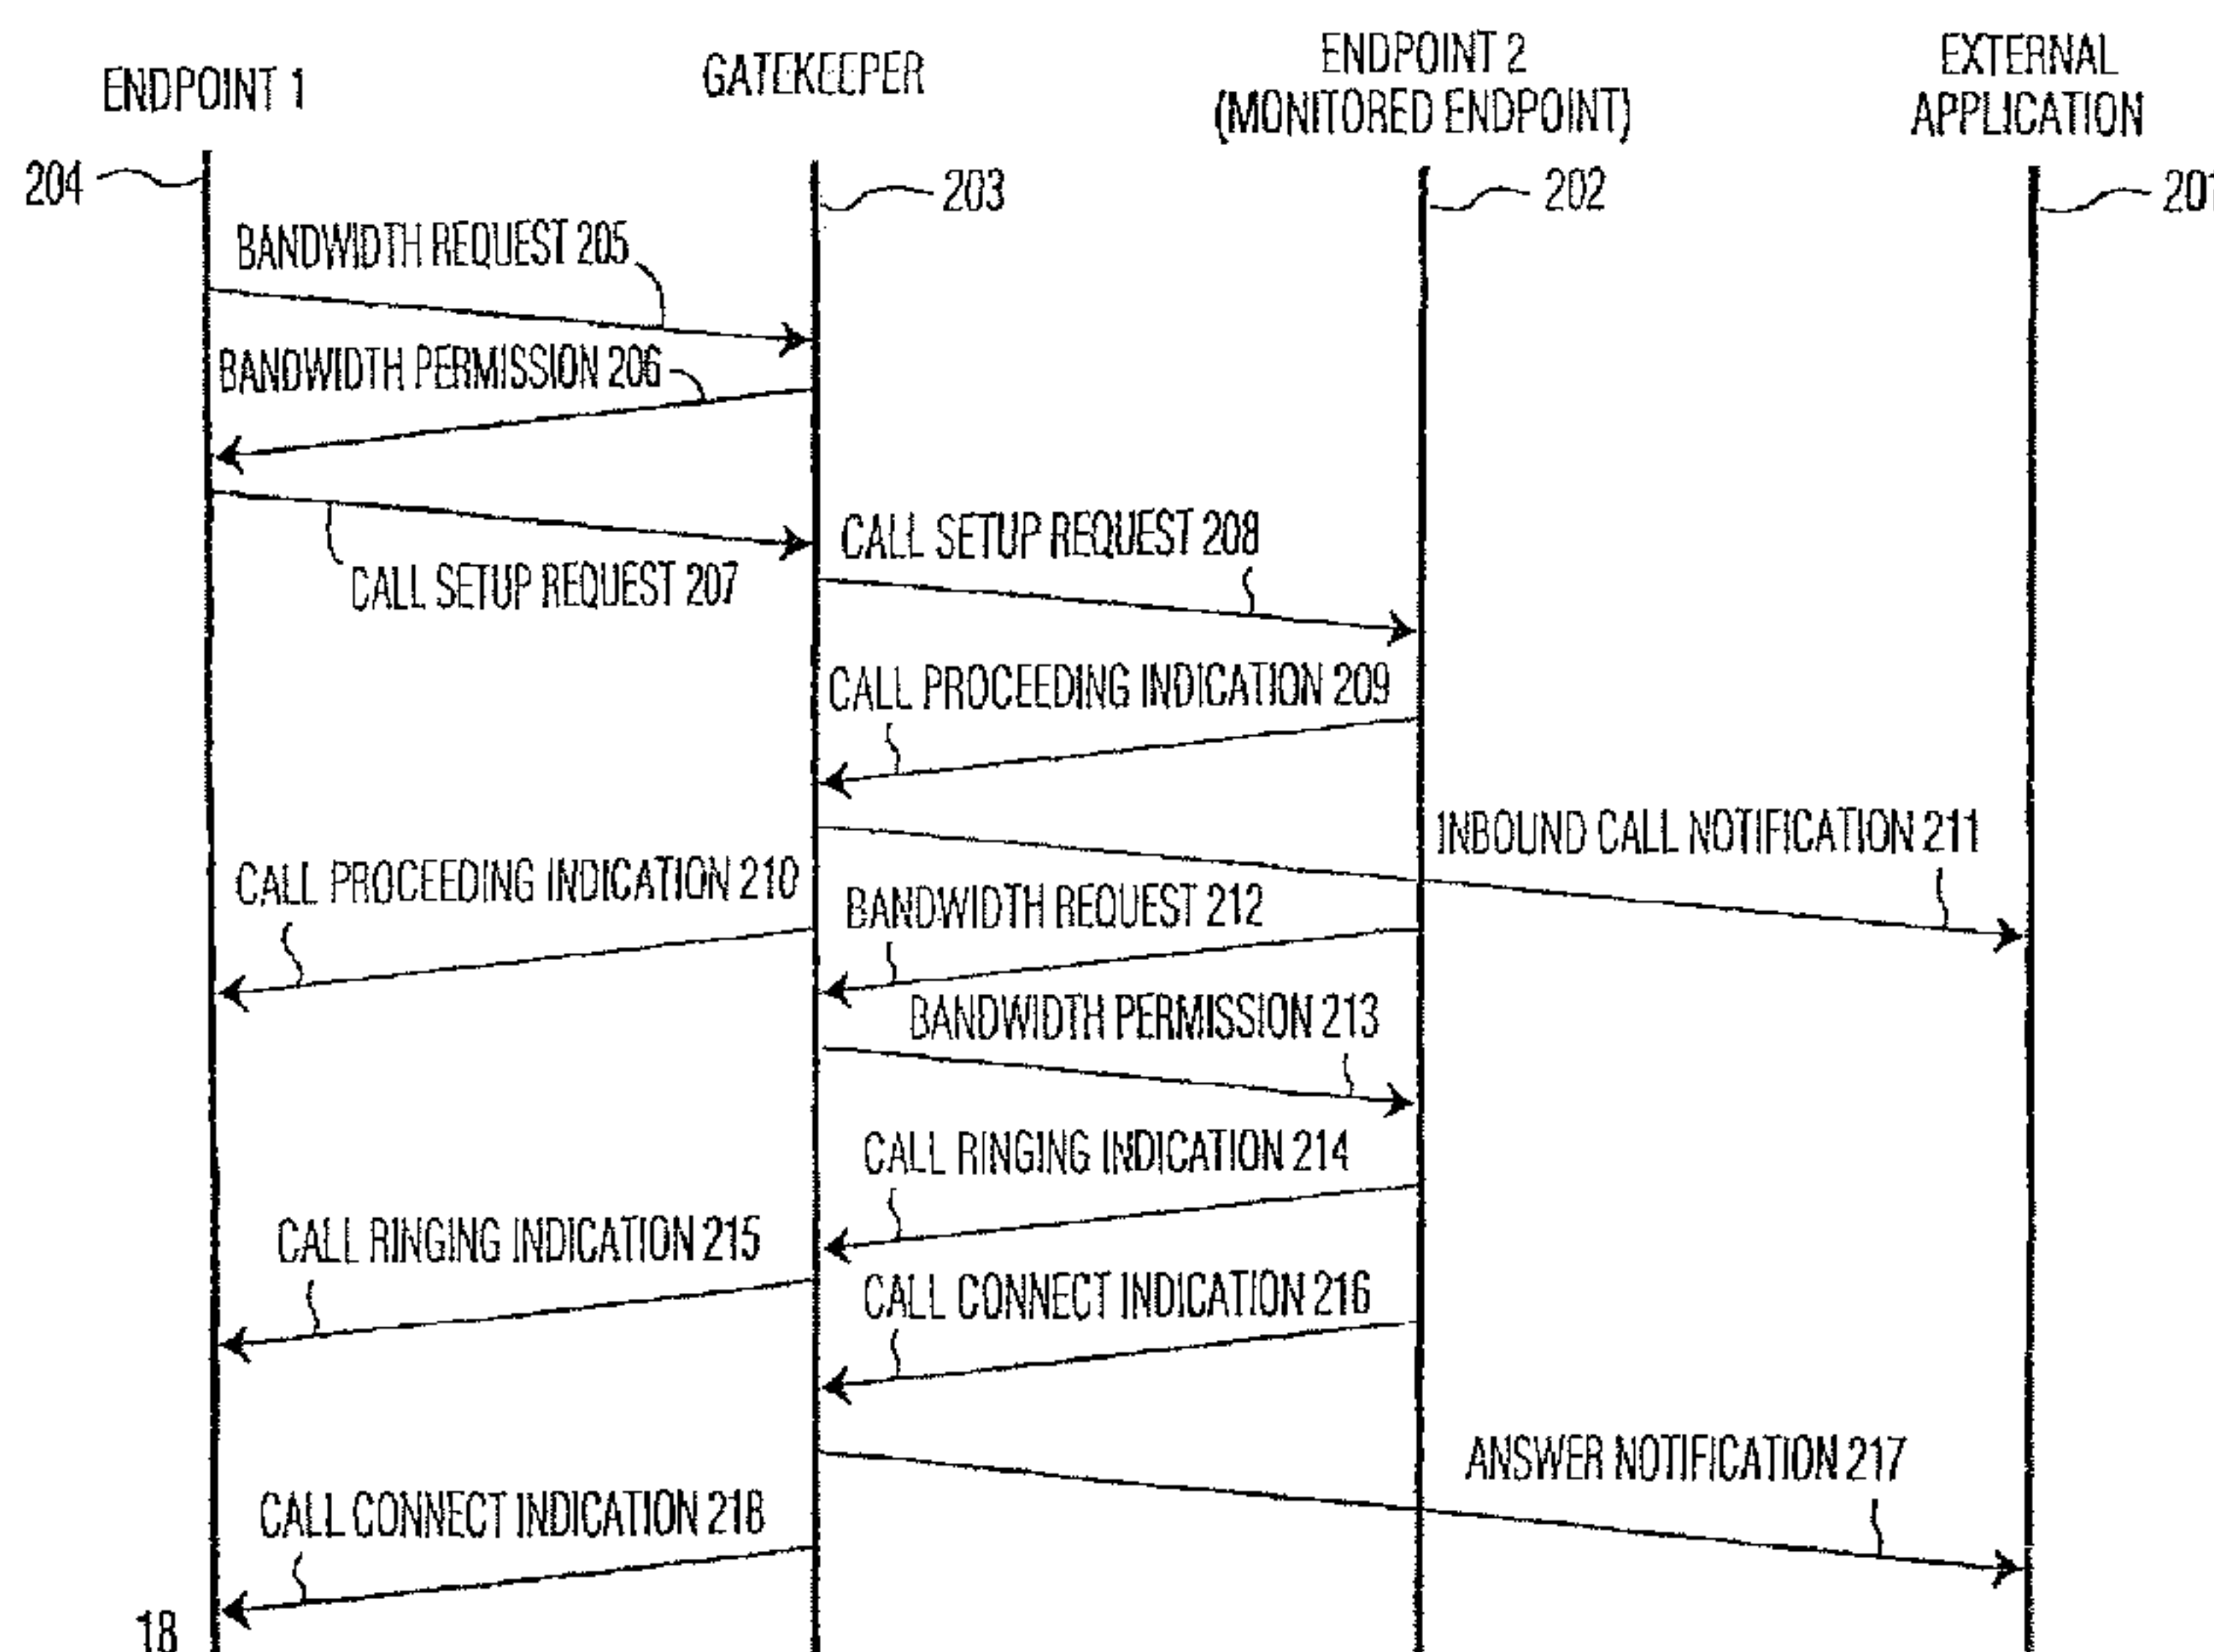 ENDPOINT 1
GATEKEEPER
ENDPOINT 2
(MONITORED ENDPOINT)
EXTERNAL
APPLICATION
204
203
202
201
BANDWIDTH REQUEST 205
BANDWIDTH PERMISSION 206
CALL SETUP REQUEST 207
CALL SETUP REQUEST 208
CALL PROCEEDING INDICATION 209
INBOUND CALL NOTIFICATION 211
CALL PROCEEDING INDICATION 210
BANDWIDTH REQUEST 212
BANDWIDTH PERMISSION 213
CALL RINGING INDICATION 214
CALL RINGING INDICATION 215
CALL CONNECT INDICATION 216
ANSWER NOTIFICATION 217
CALL CONNECT INDICATION 218
18